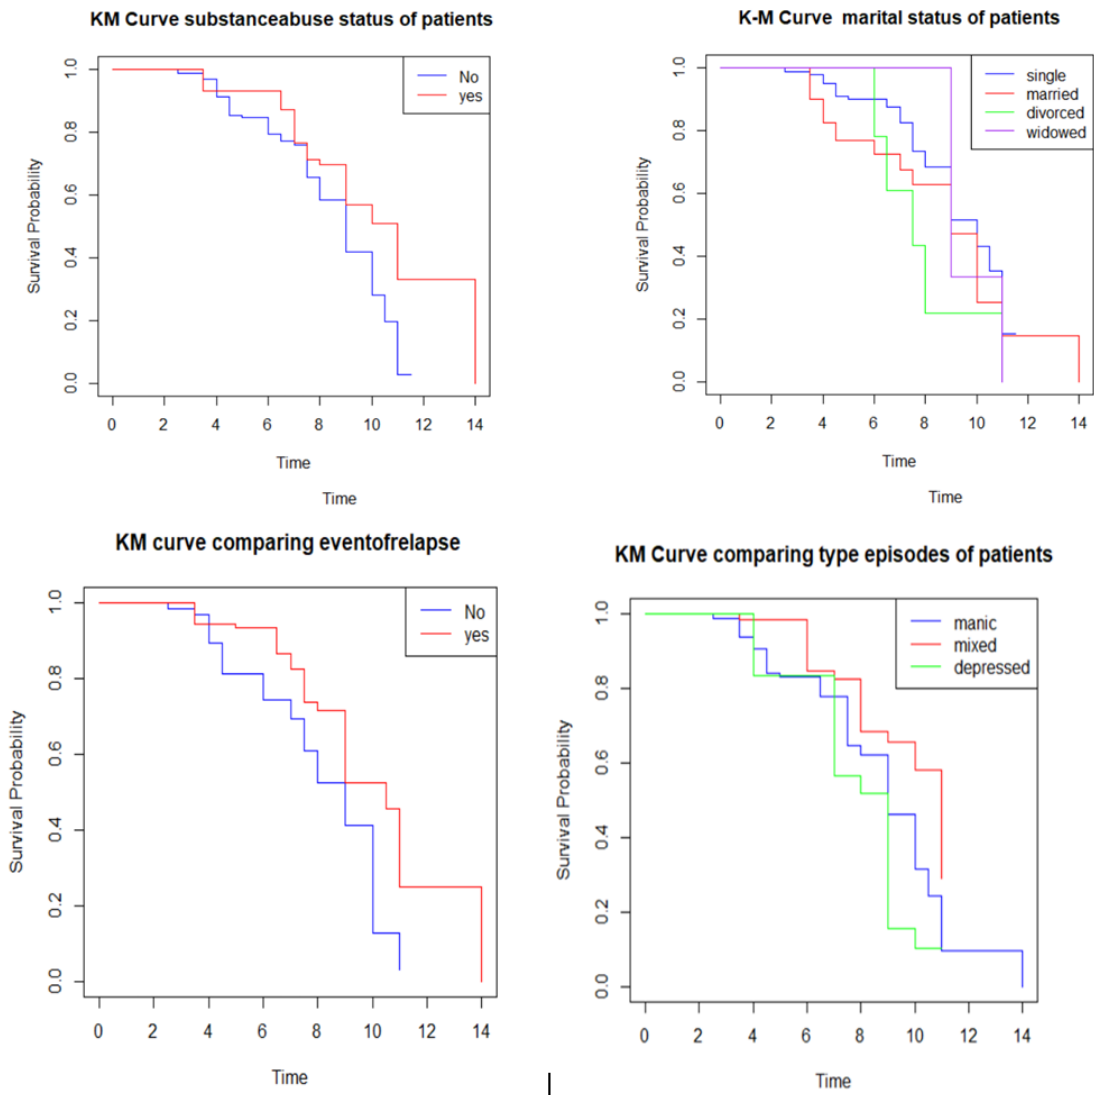 KM Curve substanceabuse status of patients
No
yes
Survival Probability
0.0 0.2 0.4 0.6 0.8 1.0
0 2 4 6 8 10 12 14
Time
Time
K-M Curve marital status of patients
single
married
divorced
widowed
Survival Probability
0.0 0.2 0.4 0.6 0.8 1.0
0 2 4 6 8 10 12 14
Time
Time
KM curve comparing eventofrelapse
No
yes
Survival Probability
0.0 0.2 0.4 0.6 0.8 1.0
0 2 4 6 8 10 12 14
Time
KM Curve comparing type episodes of patients
manic
mixed
depressed
Survival Probability
0.0 0.2 0.4 0.6 0.8 1.0
0 2 4 6 8 10 12 14
Time